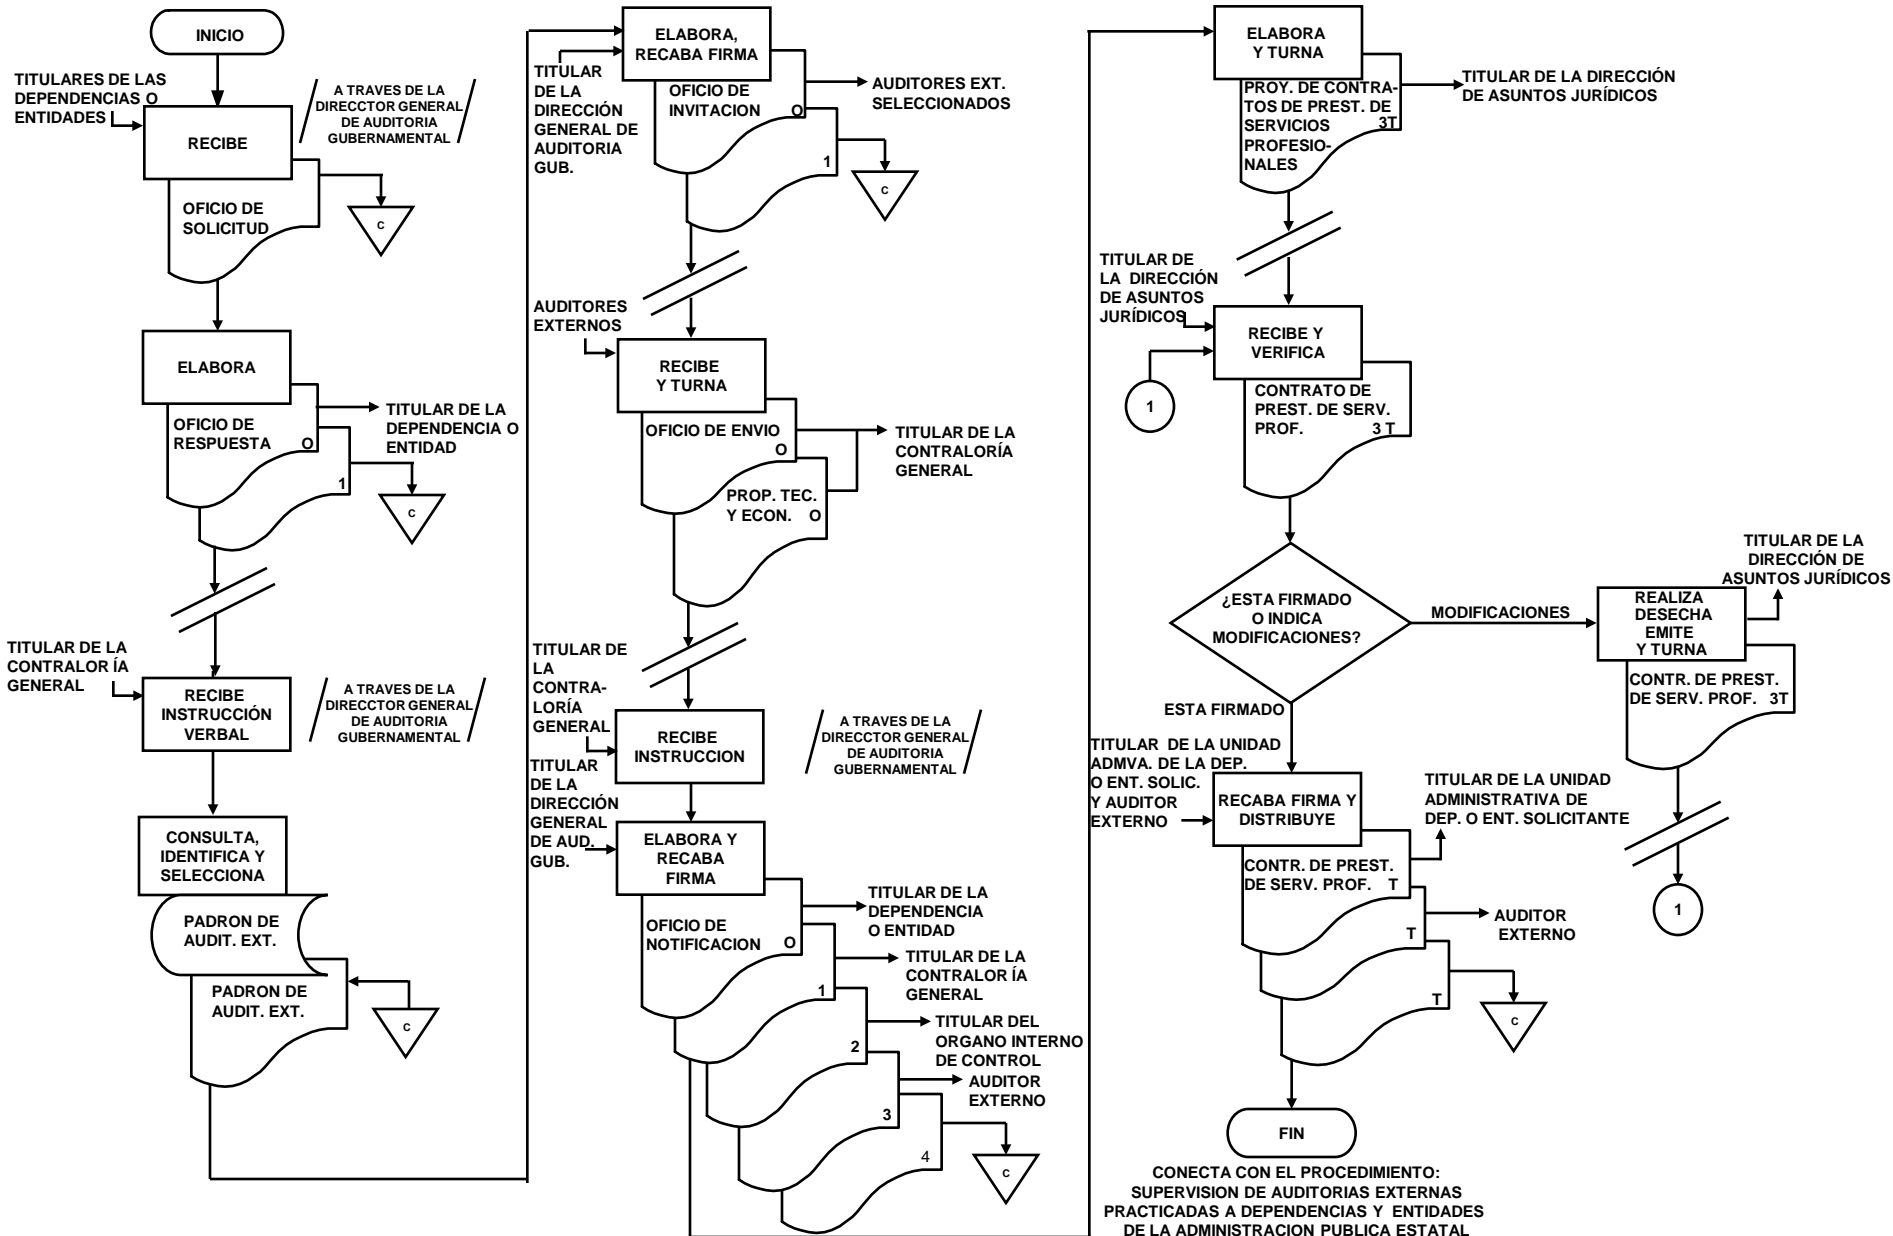 INICIO
TITULARES DE LAS
DEPENDENCIAS O
ENTIDADES
A TRAVES DE LA
DIRECCTOR GENERAL
DE AUDITORIA
GUBERNAMENTAL
RECIBE
OFICIO DE
SOLICITUD
C
ELABORA
OFICIO DE
RESPUESTA
O
1
TITULAR DE LA
DEPENDENCIA O
ENTIDAD
C
TITULAR DE LA
CONTRALOR ÍA
GENERAL
RECIBE
INSTRUCCIÓN
VERBAL
A TRAVES DE LA
DIRECCTOR GENERAL
DE AUDITORIA
GUBERNAMENTAL
CONSULTA,
IDENTIFICA Y
SELECCIONA
PADRON DE
AUDIT. EXT.
PADRON DE
AUDIT. EXT.
C
ELABORA,
RECABA FIRMA
TITULAR
DE LA
DIRECCIÓN
GENERAL DE
AUDITORIA
GUB.
OFICIO DE
INVITACION
O
1
AUDITORES EXT.
SELECCIONADOS
C
AUDITORES
EXTERNOS
RECIBE
Y TURNA
OFICIO DE ENVIO
O
PROP. TEC.
Y ECON. O
TITULAR DE LA
CONTRALORÍA
GENERAL
TITULAR DE
LA
CONTRA-
LORÍA
GENERAL
RECIBE
INSTRUCCION
A TRAVES DE LA
DIRECCTOR GENERAL
DE AUDITORIA
GUBERNAMENTAL
TITULAR
DE LA
DIRECCIÓN
GENERAL
DE AUD.
GUB.
ELABORA Y
RECABA
FIRMA
OFICIO DE
NOTIFICACION O
TITULAR DE LA
DEPENDENCIA
O ENTIDAD
1
TITULAR DE LA
CONTRALOR ÍA
GENERAL
2
TITULAR DEL
ORGANO INTERNO
DE CONTROL
3
AUDITOR
EXTERNO
4
C
ELABORA
Y TURNA
PROY. DE CONTRA-
TOS DE PREST. DE
SERVICIOS 3T
PROFESIO-
NALES
TITULAR DE LA DIRECCIÓN
DE ASUNTOS JURÍDICOS
TITULAR DE
LA DIRECCIÓN
DE ASUNTOS
JURÍDICOS
RECIBE Y
VERIFICA
1
CONTRATO DE
PREST. DE SERV.
PROF. 3 T
¿ESTA FIRMADO
O INDICA
MODIFICACIONES?
MODIFICACIONES
TITULAR DE LA
DIRECCIÓN DE
ASUNTOS JURÍDICOS
REALIZA
DESECHA
EMITE
Y TURNA
CONTR. DE PREST.
DE SERV. PROF. 3T
1
ESTA FIRMADO
TITULAR DE LA UNIDAD
ADMVA. DE LA DEP.
O ENT. SOLIC.
Y AUDITOR
EXTERNO
RECABA FIRMA Y
DISTRIBUYE
TITULAR DE LA UNIDAD
ADMINISTRATIVA DE
DEP. O ENT. SOLICITANTE
CONTR. DE PREST.
DE SERV. PROF. T
T
AUDITOR
EXTERNO
T
C
FIN
CONECTA CON EL PROCEDIMIENTO:
SUPERVISION DE AUDITORIAS EXTERNAS
PRACTICADAS A DEPENDENCIAS Y ENTIDADES
DE LA ADMINISTRACION PUBLICA ESTATAL